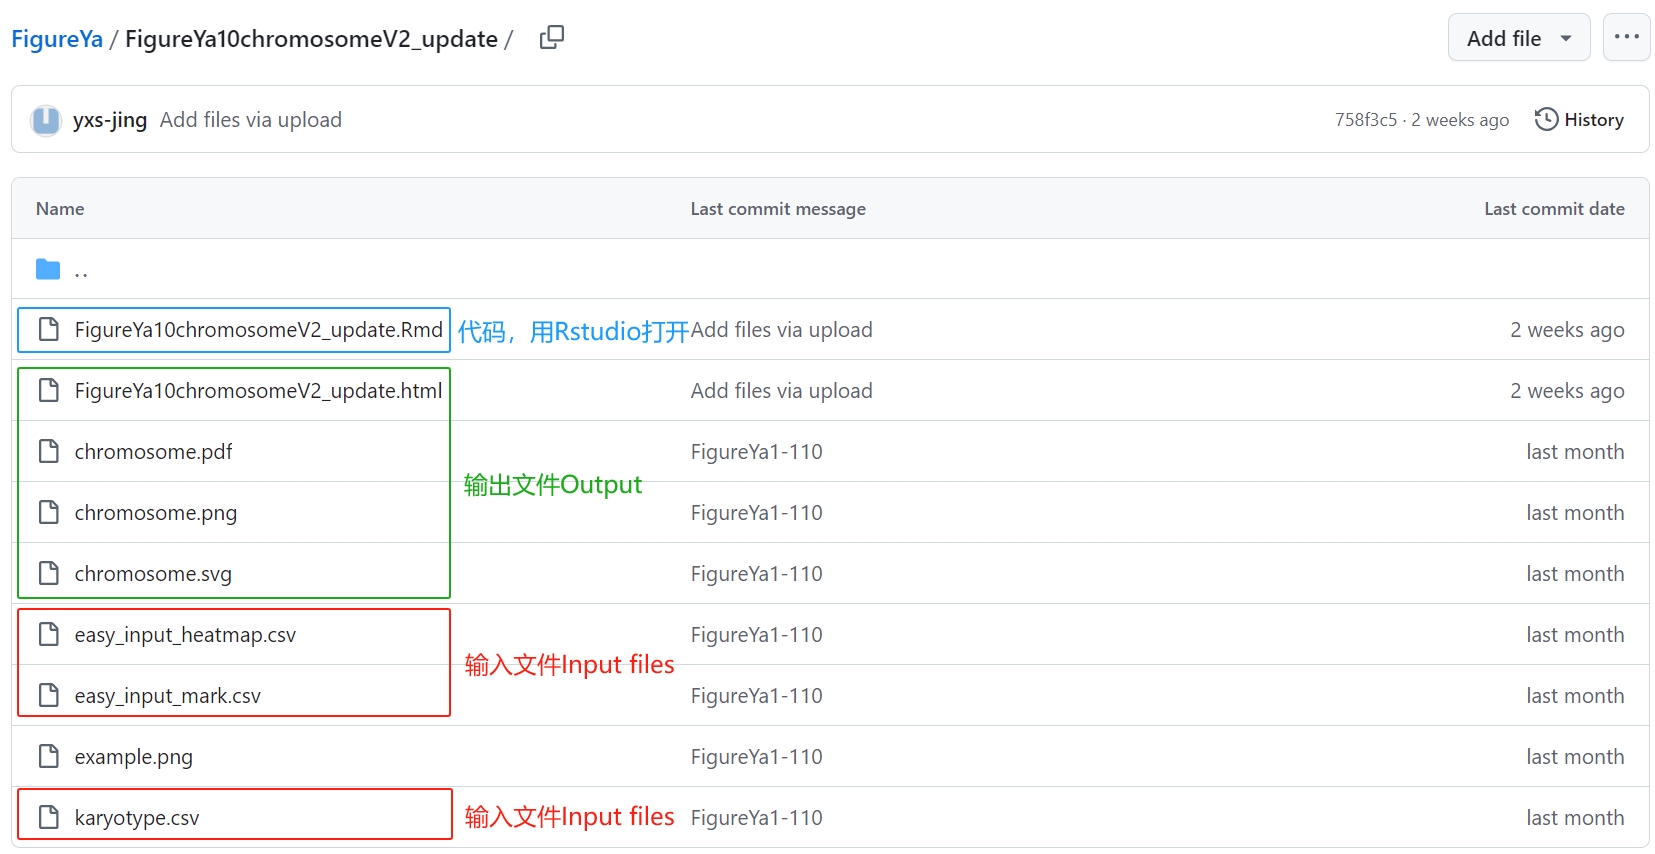 FigureYa / FigureYa10chromosomeV2_update /
Add file
yxs-jing Add files via upload 758f3c5 · 2 weeks ago History
Name Last commit message Last commit date
..
FigureYa10chromosomeV2_update.Rmd 代码，用Rstudio打开 Add files via upload 2 weeks ago
FigureYa10chromosomeV2_update.html Add files via upload 2 weeks ago
chromosome.pdf FigureYa1-110 last month
输出文件Output
chromosome.png FigureYa1-110 last month
chromosome.svg FigureYa1-110 last month
easy_input_heatmap.csv FigureYa1-110 last month
输入文件Input files
easy_input_mark.csv FigureYa1-110 last month
example.png FigureYa1-110 last month
karyotype.csv 输入文件Input files FigureYa1-110 last month